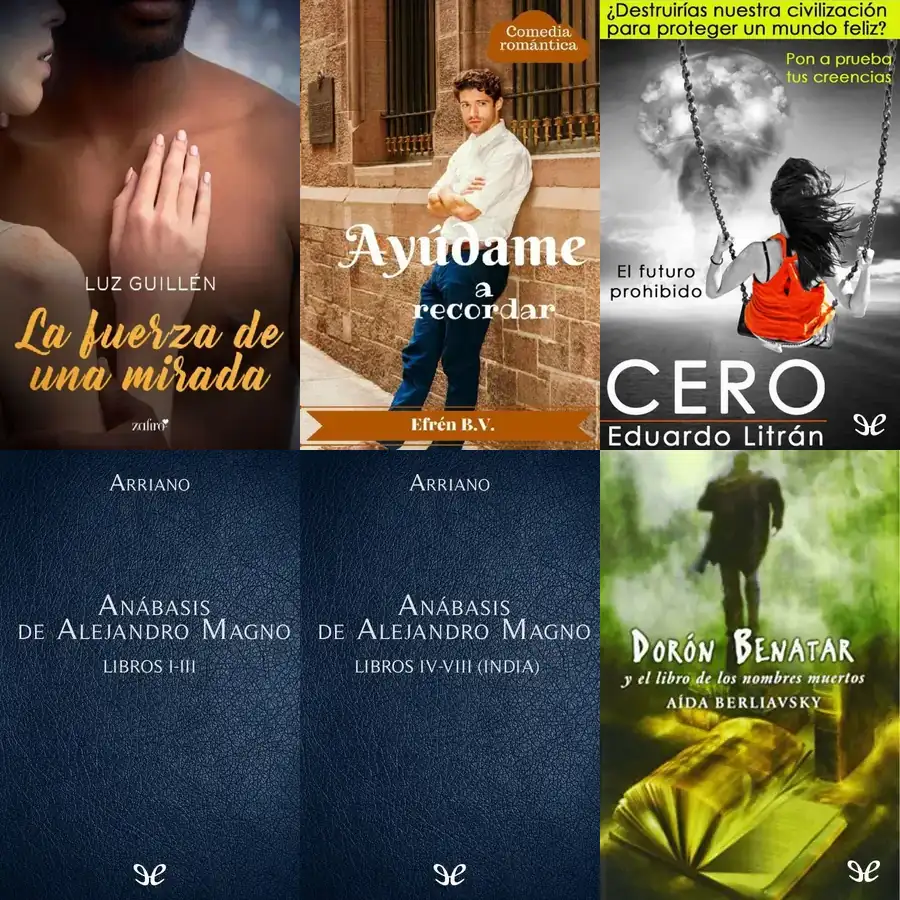 LUZ GUILLÉN
La fuerza de
una mirada
zafiro
Comedia
romántica
Ayúdame
a
recordar
Efrén B.V.
¿Destruirías nuestra civilización
para proteger un mundo feliz?
Pon a prueba
tus creencias
El futuro
prohibido
CERO
Eduardo Litrán
ARRIANO
ANÁBASIS
DE ALEJANDRO MAGNO
LIBROS I-III
ARRIANO
ANÁBASIS
DE ALEJANDRO MAGNO
LIBROS IV-VIII (INDIA)
DORÓN BENATAR
y el libro de los nombres muertos
AÍDA BERLIAVSKY